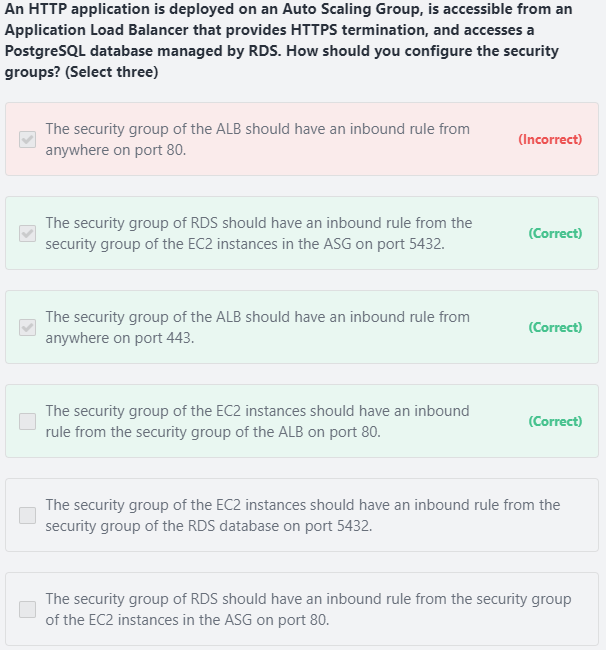 An HTTP application is deployed on an Auto Scaling Group, is accessible from an
Application Load Balancer that provides HTTPS termination, and accesses a
PostgreSQL database managed by RDS. How should you configure the security
groups? (Select three)
The security group of the ALB should have an inbound rule from
anywhere on port 80.
(Incorrect)
The security group of RDS should have an inbound rule from the
security group of the EC2 instances in the ASG on port 5432.
(Correct)
The security group of the ALB should have an inbound rule from
anywhere on port 443.
(Correct)
The security group of the EC2 instances should have an inbound
rule from the security group of the ALB on port 80.
(Correct)
The security group of the EC2 instances should have an inbound rule from the
security group of the RDS database on port 5432.
The security group of RDS should have an inbound rule from the security group
of the EC2 instances in the ASG on port 80.